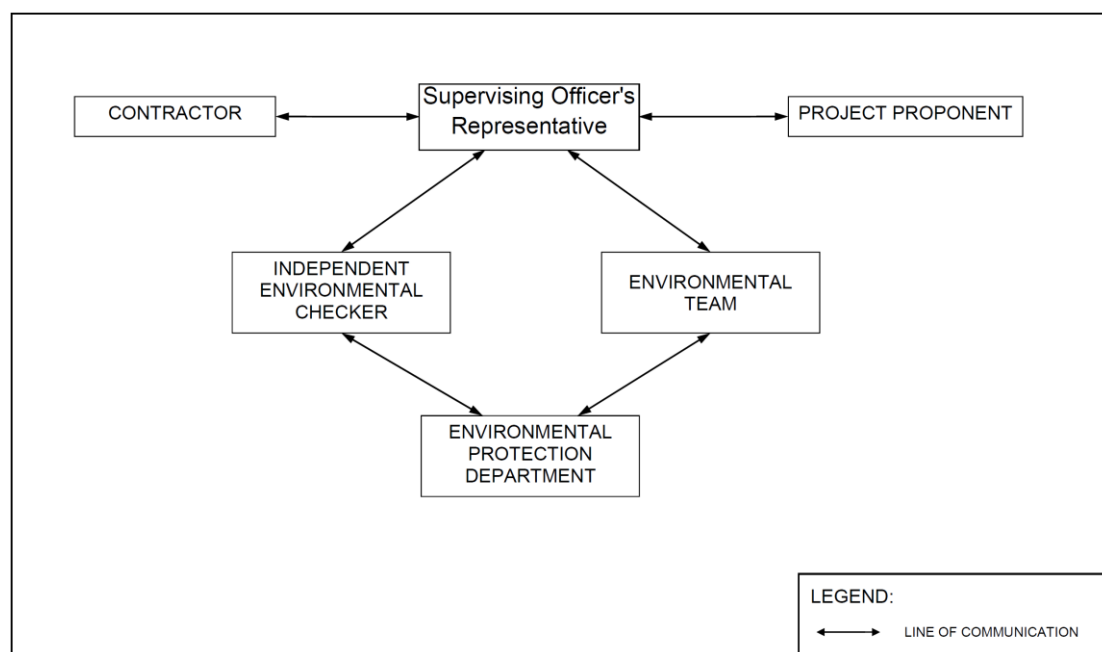 CONTRACTOR
Supervising Officer's
Representative
PROJECT PROPONENT
INDEPENDENT
ENVIRONMENTAL
CHECKER
ENVIRONMENTAL
TEAM
ENVIRONMENTAL
PROTECTION
DEPARTMENT
LEGEND:
LINE OF COMMUNICATION